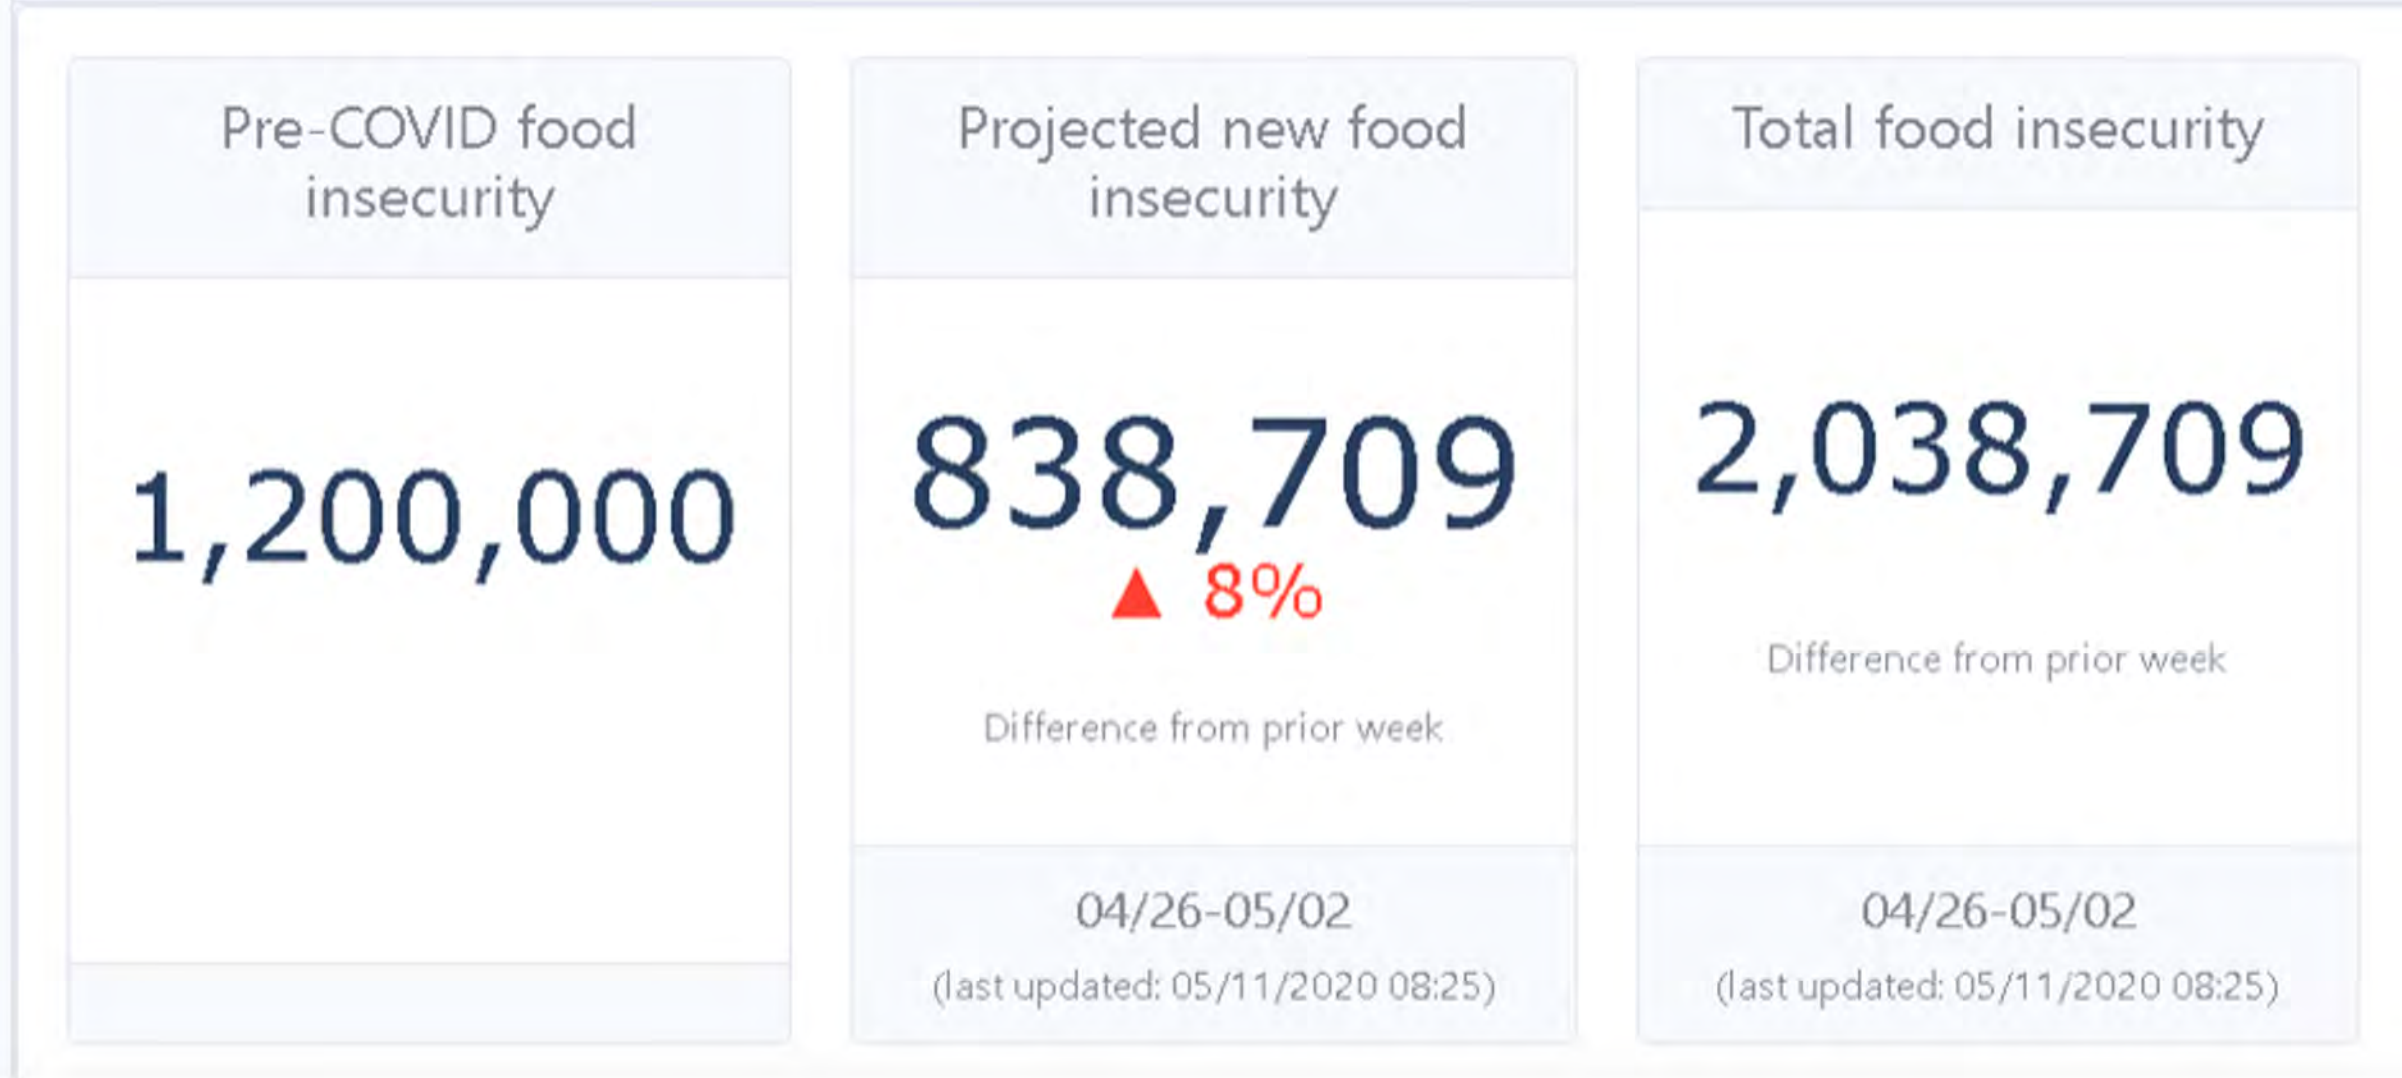 Pre-COVID food
insecurity
1,200,000
Projected new food
insecurity
838,709
▲ 8%
Difference from prior week
04/26-05/02
(last updated: 05/11/2020 08:25)
Total food insecurity
2,038,709
Difference from prior week
04/26-05/02
(last updated: 05/11/2020 08:25)